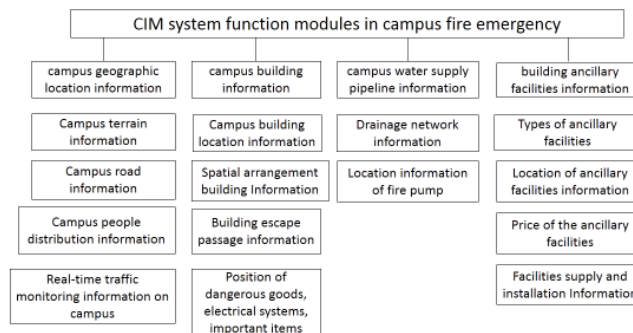 CIM system function modules in campus fire emergency
campus geographic
location information
Campus terrain
information
Campus road
information
Campus people
distribution information
Real-time traffic
monitoring information on
campus
campus building
information
Campus building
location information
Spatial arrangement
building Information
Building escape
passage information
Position of
dangerous goods,
electrical systems,
important items
campus water supply
pipeline information
Drainage network
information
Location information
of fire pump
building ancillary
facilities information
Types of ancillary
facilities
Location of ancillary
facilities information
Price of the ancillary
facilities
Facilities supply and
installation Information